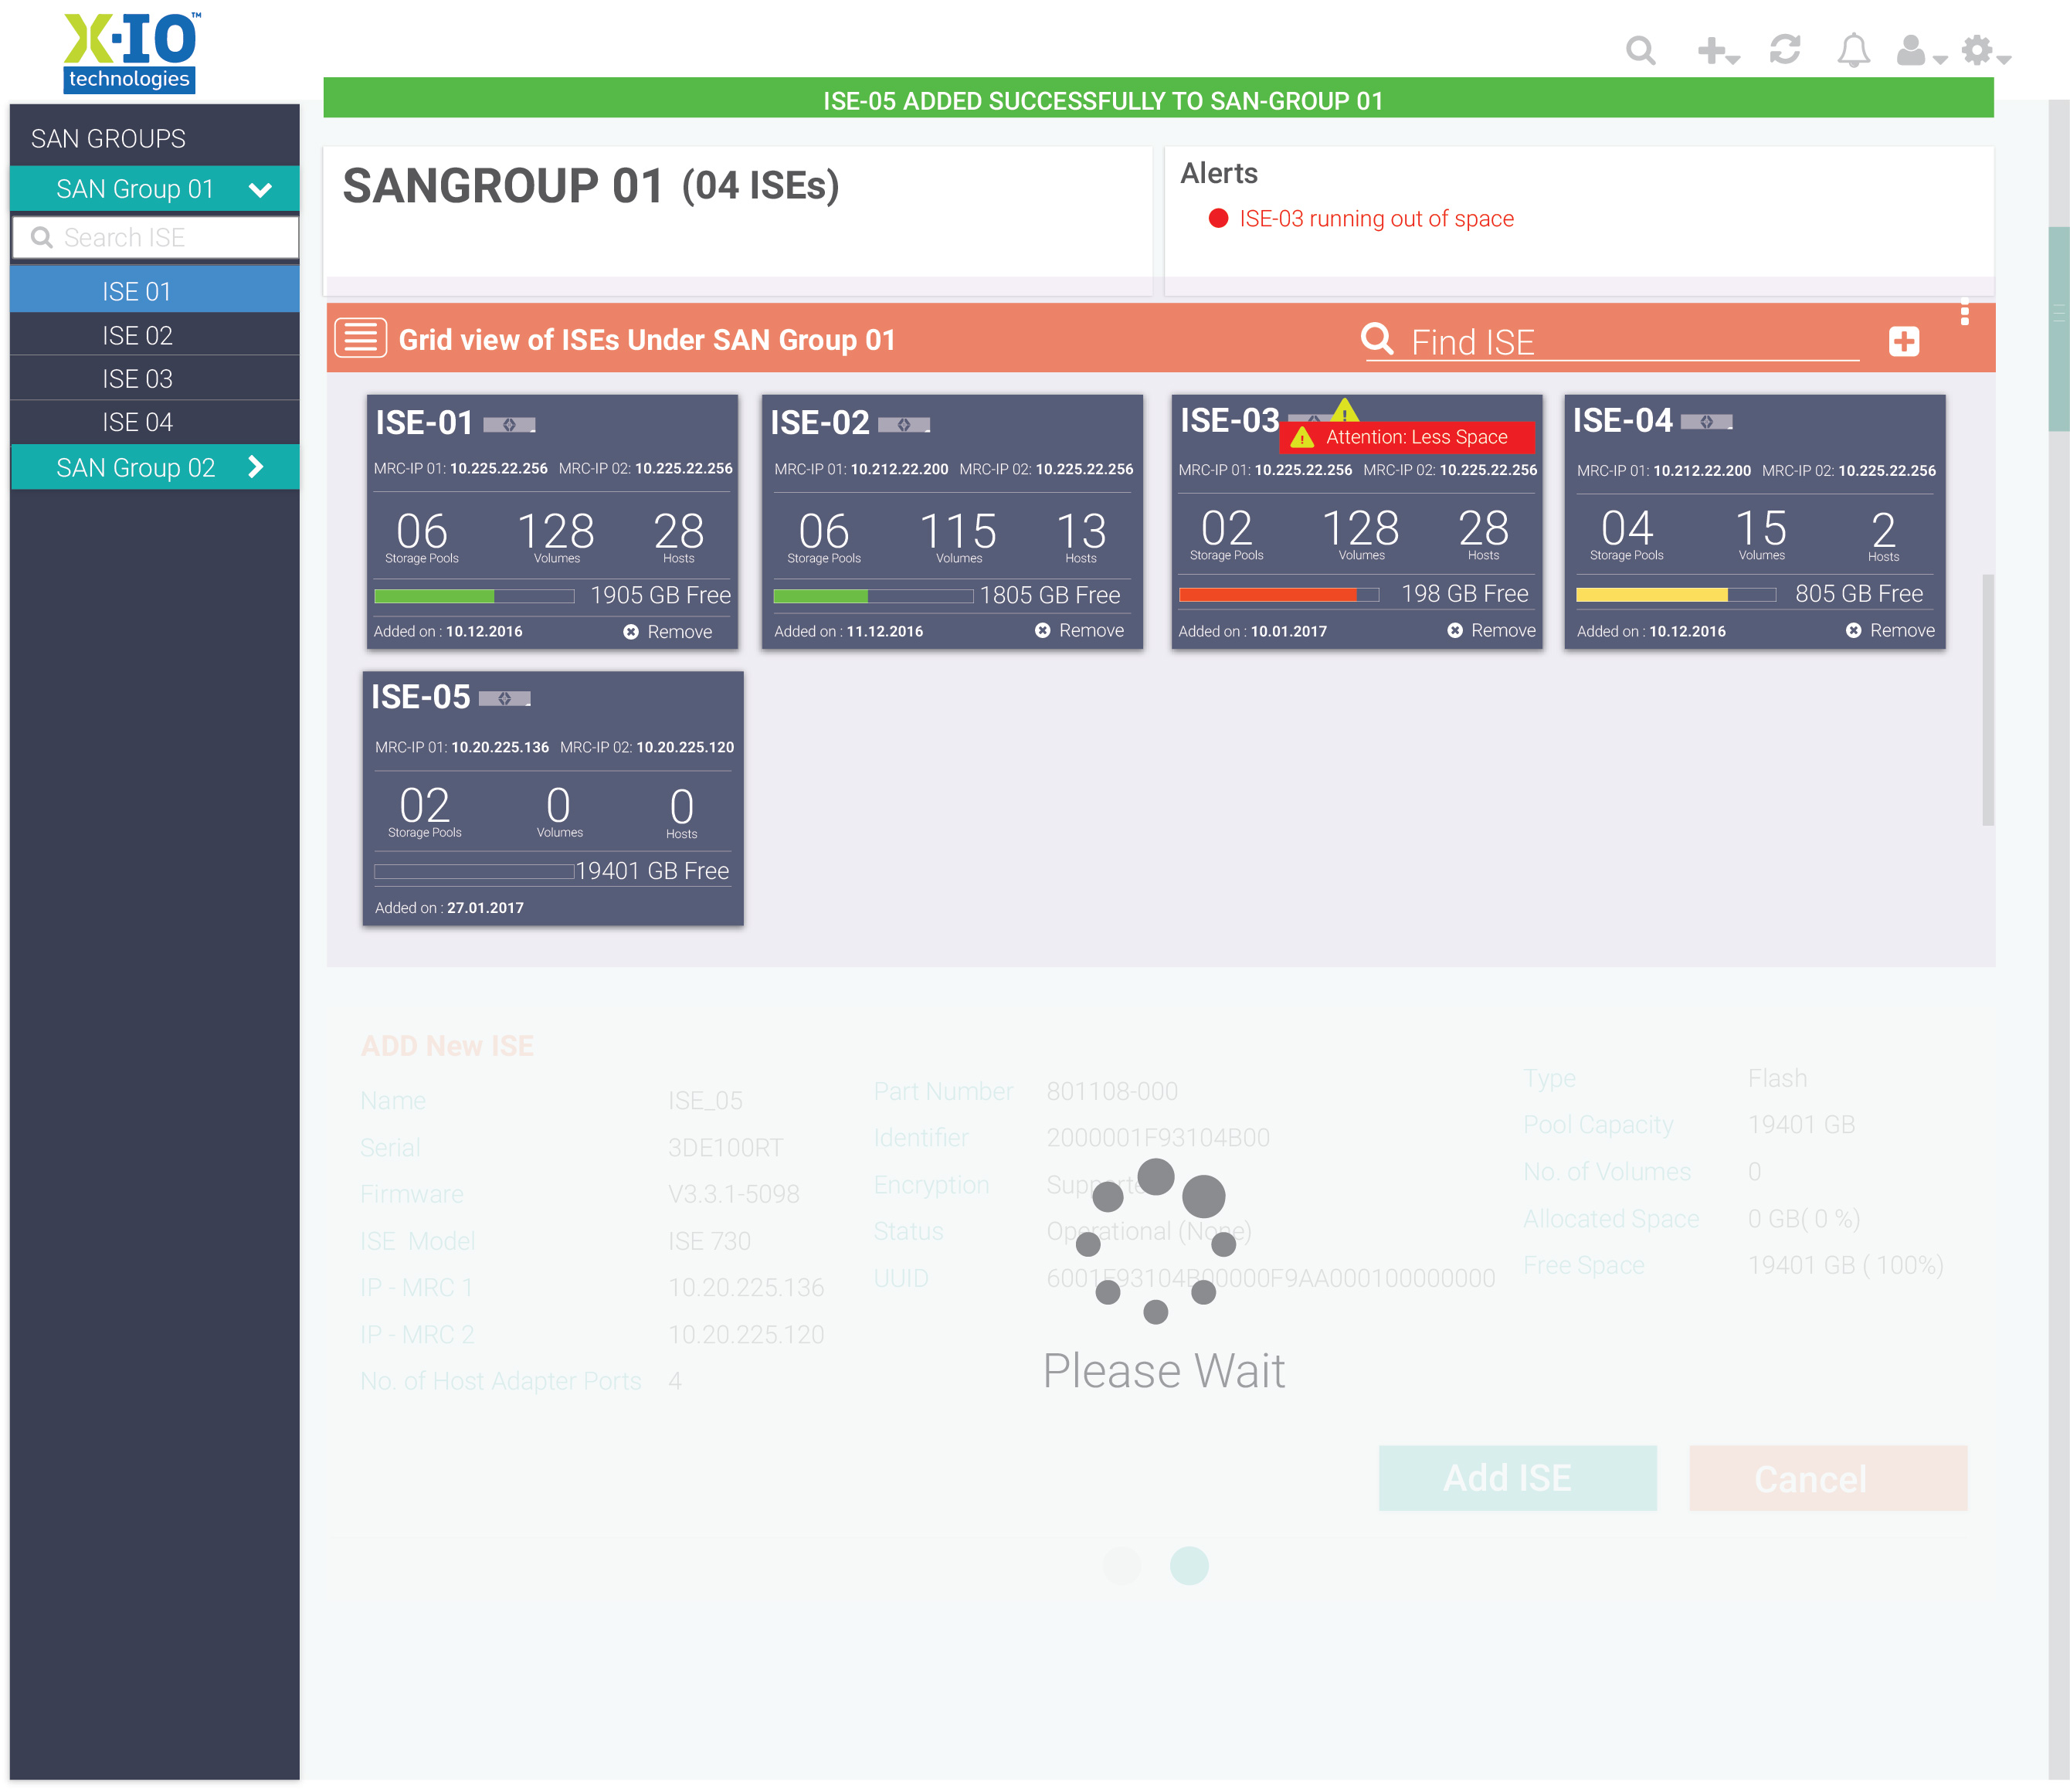 X-IO™
technologies
ISE-05 ADDED SUCCESSFULLY TO SAN-GROUP 01
SAN GROUPS
SAN Group 01
Search ISE
ISE 01
ISE 02
ISE 03
ISE 04
SAN Group 02
SANGROUP 01 (04 ISEs)
Alerts
ISE-03 running out of space
Grid view of ISEs Under SAN Group 01
Find ISE
ISE-01
MRC-IP 01: 10.225.22.256 MRC-IP 02: 10.225.22.256
06 128 28
Storage Pools Volumes Hosts
1905 GB Free
Added on : 10.12.2016 Remove
ISE-02
MRC-IP 01: 10.212.22.200 MRC-IP 02: 10.225.22.256
06 115 13
Storage Pools Volumes Hosts
1805 GB Free
Added on : 11.12.2016 Remove
ISE-03
Attention: Less Space
MRC-IP 01: 10.225.22.256 MRC-IP 02: 10.225.22.256
02 128 28
Storage Pools Volumes Hosts
198 GB Free
Added on : 10.01.2017 Remove
ISE-04
MRC-IP 01: 10.212.22.200 MRC-IP 02: 10.225.22.256
04 15 2
Storage Pools Volumes Hosts
805 GB Free
Added on : 10.12.2016 Remove
ISE-05
MRC-IP 01: 10.20.225.136 MRC-IP 02: 10.20.225.120
02 0 0
Storage Pools Volumes Hosts
19401 GB Free
Added on : 27.01.2017
ADD New ISE
Name ISE_05
Serial 3DE100RT
Firmware V3.3.1-5098
ISE Model ISE 730
IP - MRC 1 10.20.225.136
IP - MRC 2 10.20.225.120
No. of Host Adapter Ports 4
Part Number 801108-000
Identifier 2000001F93104B00
Encryption Supported
Status Operational (None)
UUID 6001F93104B00000F9AA000100000000
Type Flash
Pool Capacity 19401 GB
No. of Volumes 0
Allocated Space 0 GB( 0 %)
Free Space 19401 GB ( 100%)
Please Wait
Add ISE
Cancel